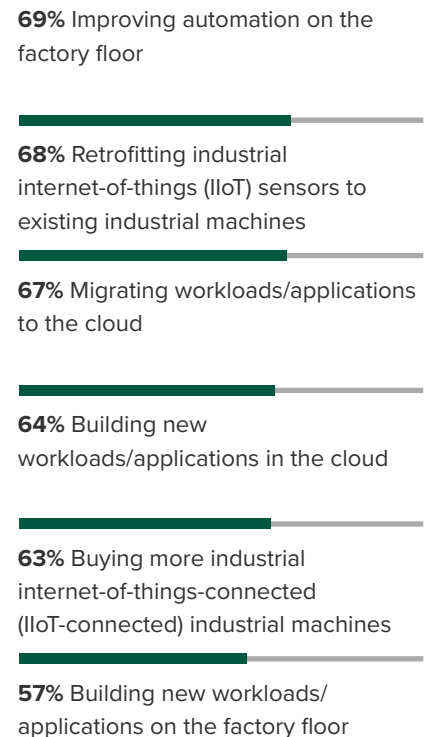 69% Improving automation on the
factory floor
68% Retrofitting industrial
internet-of-things (IIoT) sensors to
existing industrial machines
67% Migrating workloads/applications
to the cloud
64% Building new
workloads/applications in the cloud
63% Buying more industrial
internet-of-things-connected
(IIoT-connected) industrial machines
57% Building new workloads/
applications on the factory floor